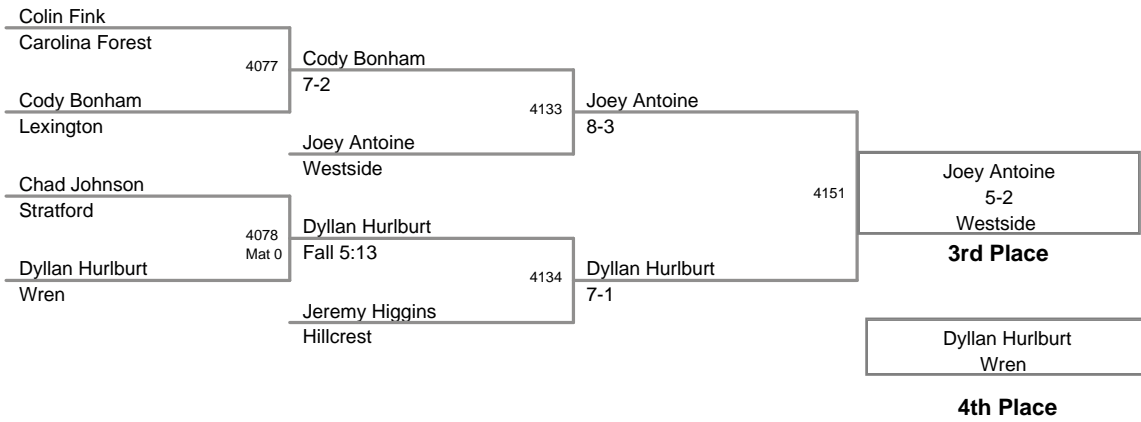 Colin Fink
Carolina Forest
4077
Cody Bonham
7-2
Cody Bonham
Lexington
4133
Joey Antoine
8-3
Joey Antoine
Westside
Chad Johnson
Stratford
4151
Joey Antoine
5-2
Westside
3rd Place
4078
Mat 0
Dyllan Hurlburt
Fall 5:13
Dyllan Hurlburt
Wren
4134
Dyllan Hurlburt
7-1
Jeremy Higgins
Hillcrest
Dyllan Hurlburt
Wren
4th Place